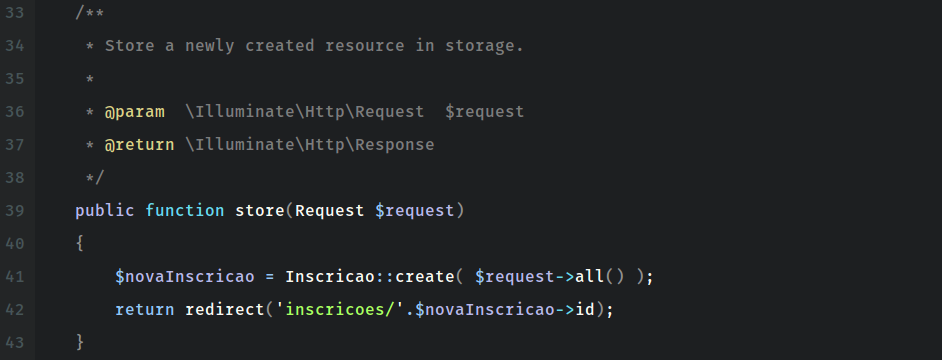 33    /**
34     * Store a newly created resource in storage.
35     *
36     * @param  \Illuminate\Http\Request  $request
37     * @return \Illuminate\Http\Response
38     */
39    public function store(Request $request)
40    {
41        $novaInscricao = Inscricao::create( $request->all() );
42        return redirect('inscricoes/'.$novaInscricao->id);
43    }